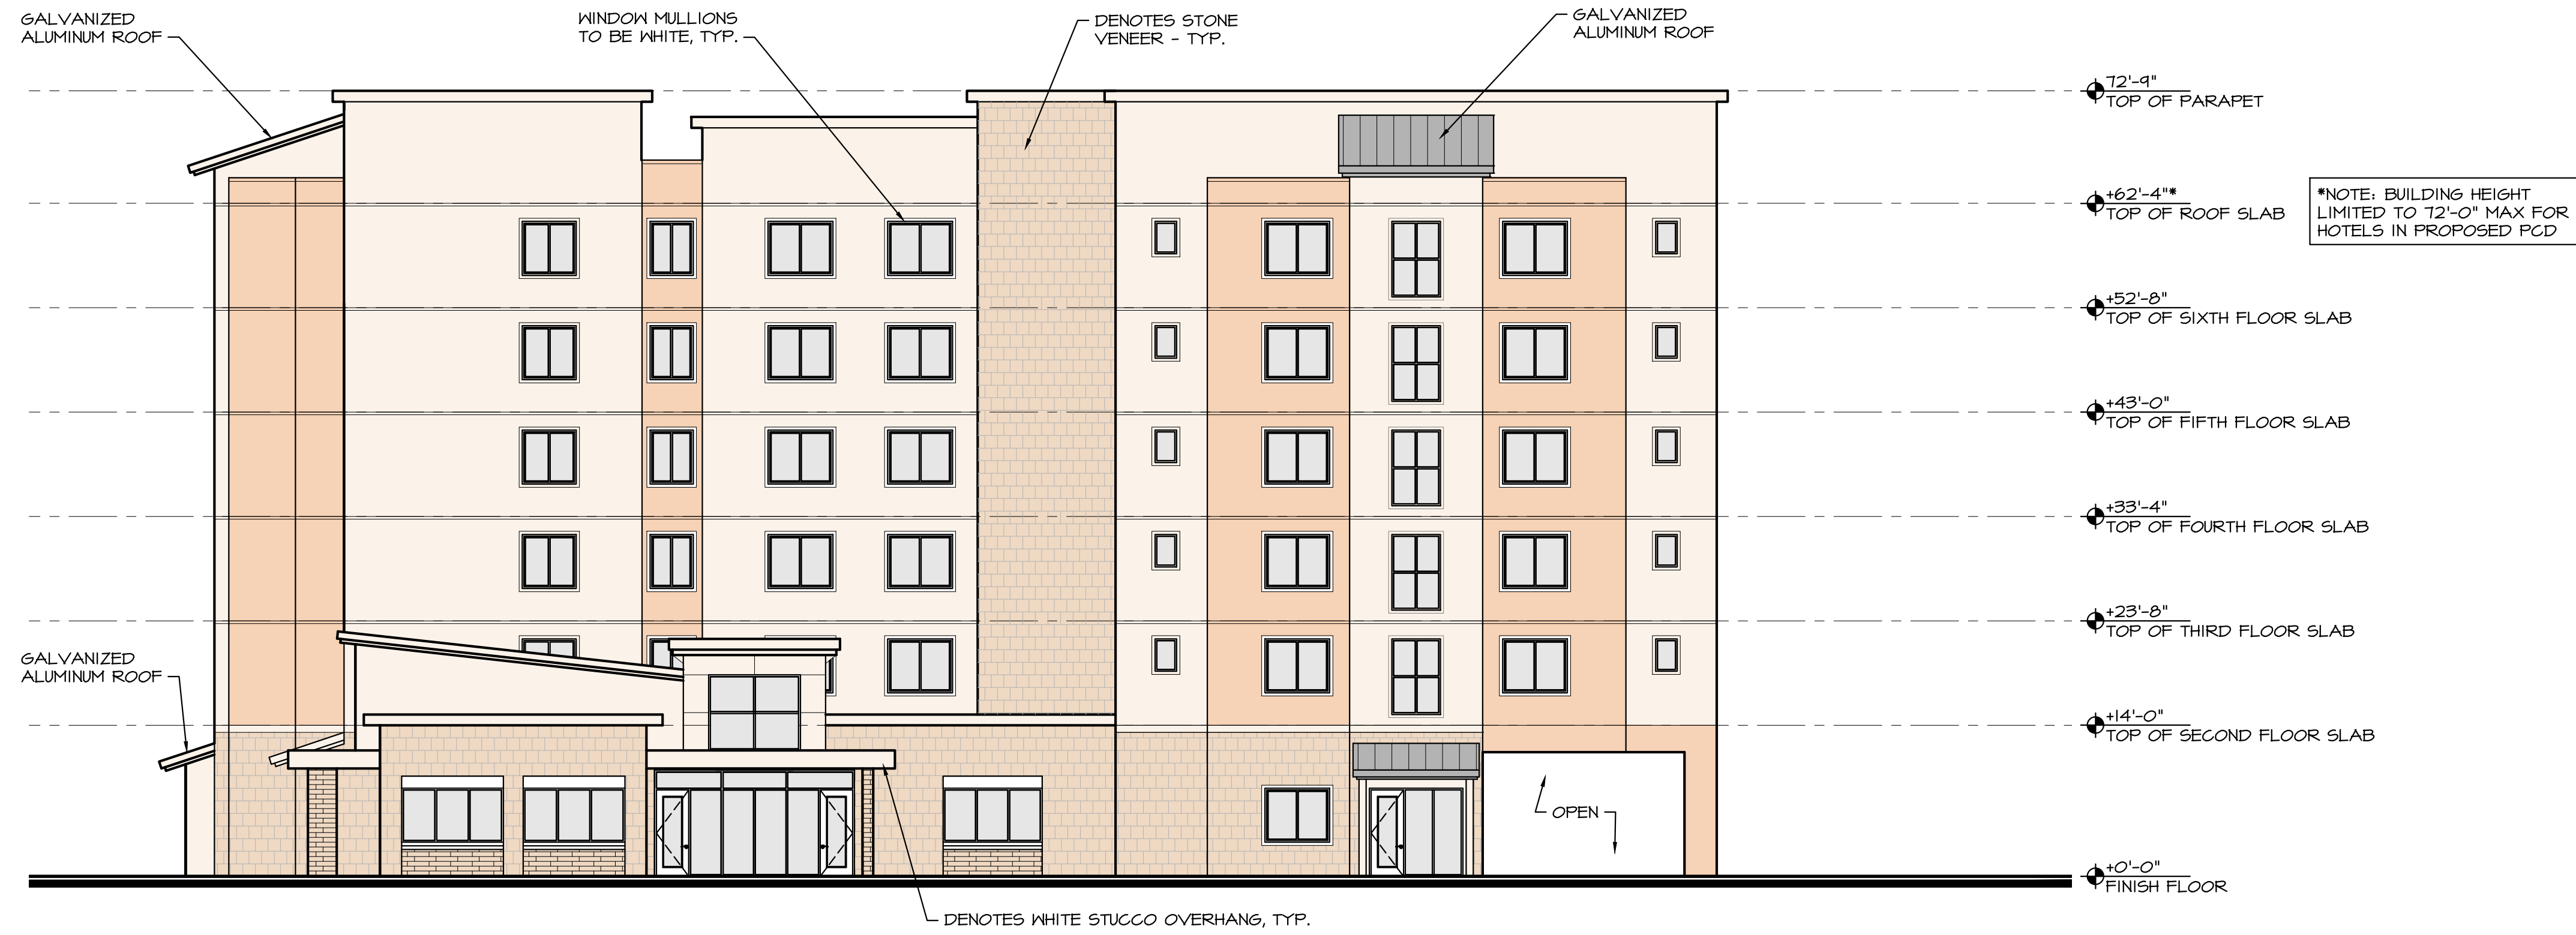 GALVANIZED
ALUMINUM ROOF
WINDOW MULLIONS
TO BE WHITE, TYP.
DENOTES STONE
VENEER - TYP.
GALVANIZED
ALUMINUM ROOF
72'-9"
TOP OF PARAPET
+62'-4"*
TOP OF ROOF SLAB
*NOTE: BUILDING HEIGHT
LIMITED TO 72'-0" MAX FOR
HOTELS IN PROPOSED PCD
+52'-8"
TOP OF SIXTH FLOOR SLAB
+43'-0"
TOP OF FIFTH FLOOR SLAB
+33'-4"
TOP OF FOURTH FLOOR SLAB
+23'-8"
TOP OF THIRD FLOOR SLAB
GALVANIZED
ALUMINUM ROOF
+14'-0"
TOP OF SECOND FLOOR SLAB
OPEN
+0'-0"
FINISH FLOOR
DENOTES WHITE STUCCO OVERHANG, TYP.